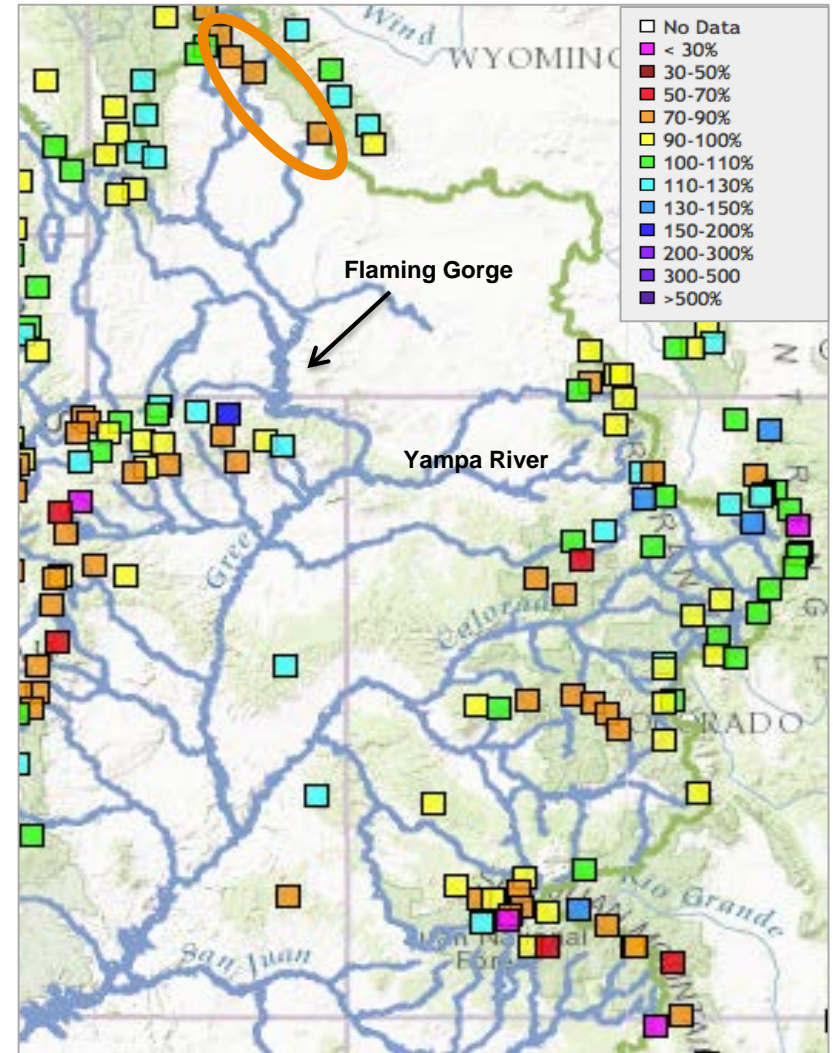 Wind
WYOMING
No Data
< 30%
30-50%
50-70%
70-90%
90-100%
100-110%
110-130%
130-150%
150-200%
200-300%
300-500
>500%
Flaming Gorge
Yampa River
Green
Colorado
COLORADO
Rio Grande
San Juan